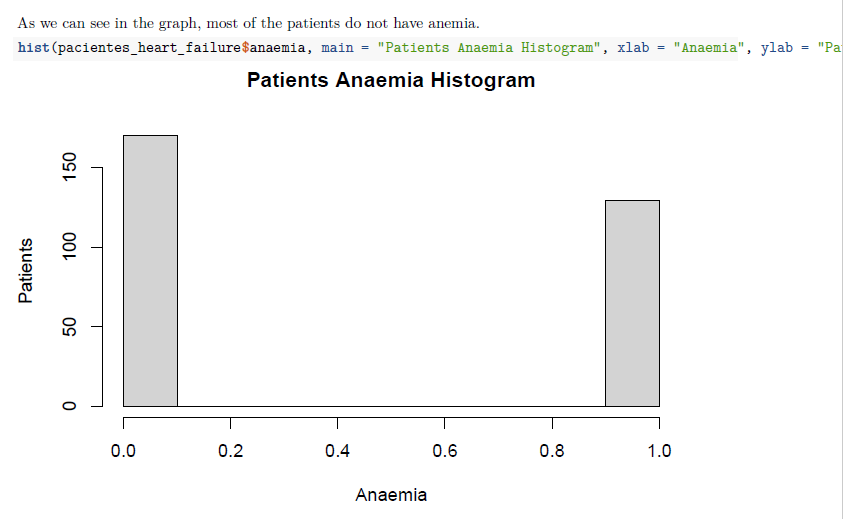 As we can see in the graph, most of the patients do not have anemia.
hist(pacientes_heart_failure$anaemia, main = "Patients Anaemia Histogram", xlab = "Anaemia", ylab = "Pa
Patients Anaemia Histogram
150
100
50
0
Patients
0.0 0.2 0.4 0.6 0.8 1.0
Anaemia